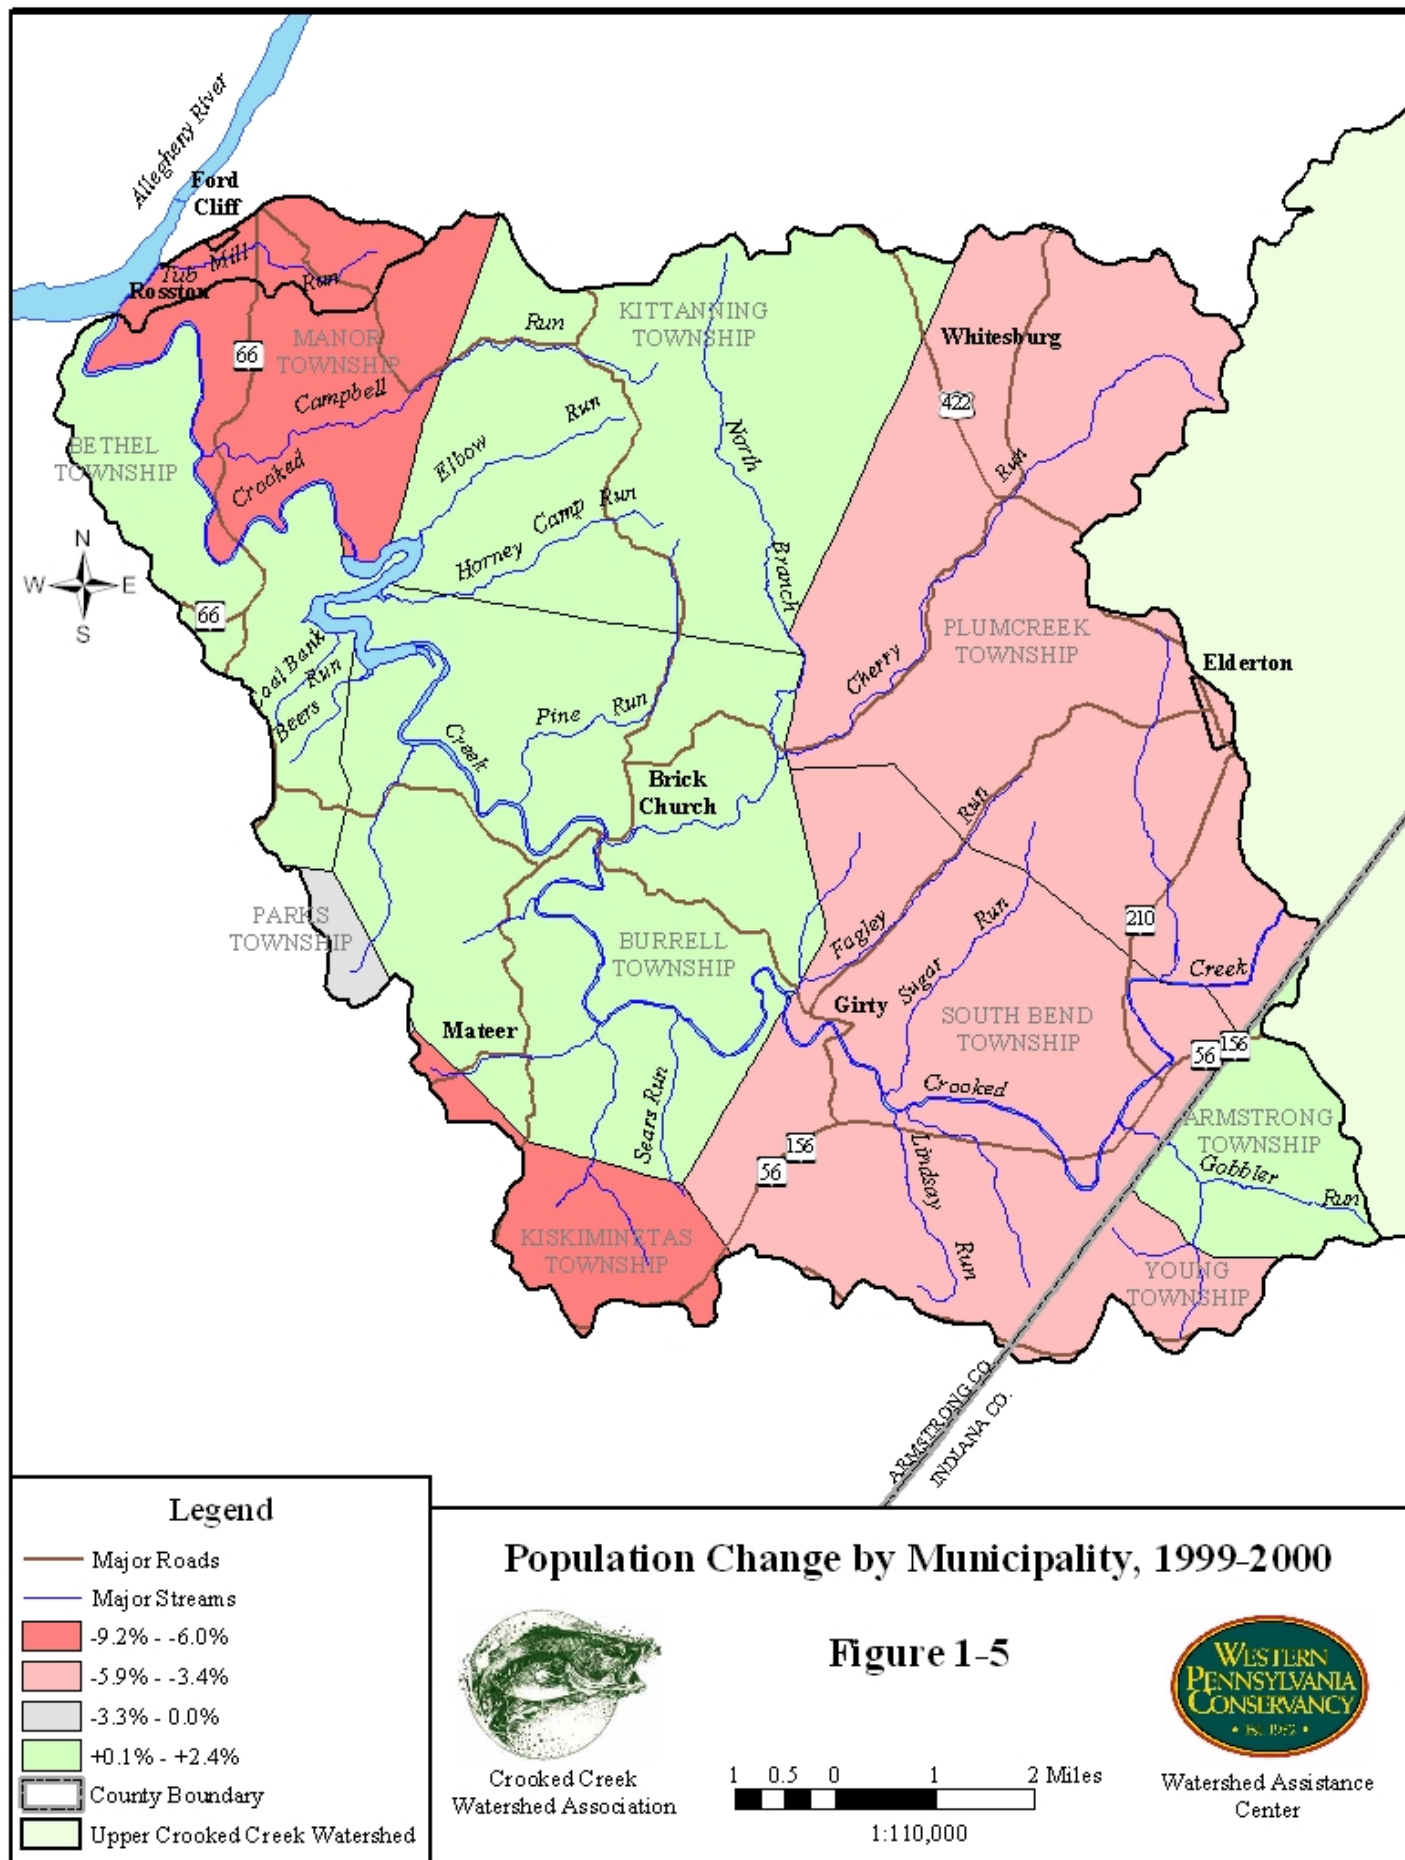 Allegheny River
Ford
Cliff
Tub Mill Run
Rosston
MANOR
TOWNSHIP
66
Campbell Run
KITTANNING
TOWNSHIP
Whitesburg
422
BETHEL
TOWNSHIP
Crooked
Elbow Run
North Branch
Run
Horney Camp Run
N
W E
S
66
PLUMCREEK
TOWNSHIP
Cherry
Elderton
Coal Bank
Run
Beers
Creek
Pine Run
Brick
Church
Run
PARKS
TOWNSHIP
BURRELL
TOWNSHIP
Fagley
Sugar Run
210
Creek
Mateer
Girty
SOUTH BEND
TOWNSHIP
56
156
Crooked
Sears Run
ARMSTRONG
TOWNSHIP
156
56
Lindsay Run
Gobbler Run
KISKIMINETAS
TOWNSHIP
YOUNG
TOWNSHIP
ARMSTRONG CO.
INDIANA CO.
Legend
Major Roads
Major Streams
-9.2% - -6.0%
-5.9% - -3.4%
-3.3% - 0.0%
+0.1% - +2.4%
County Boundary
Upper Crooked Creek Watershed
Population Change by Municipality, 1999-2000
Figure 1-5
Crooked Creek
Watershed Association
1 0.5 0 1 2 Miles
1:110,000
WESTERN
PENNSYLVANIA
CONSERVANCY
Watershed Assistance
Center